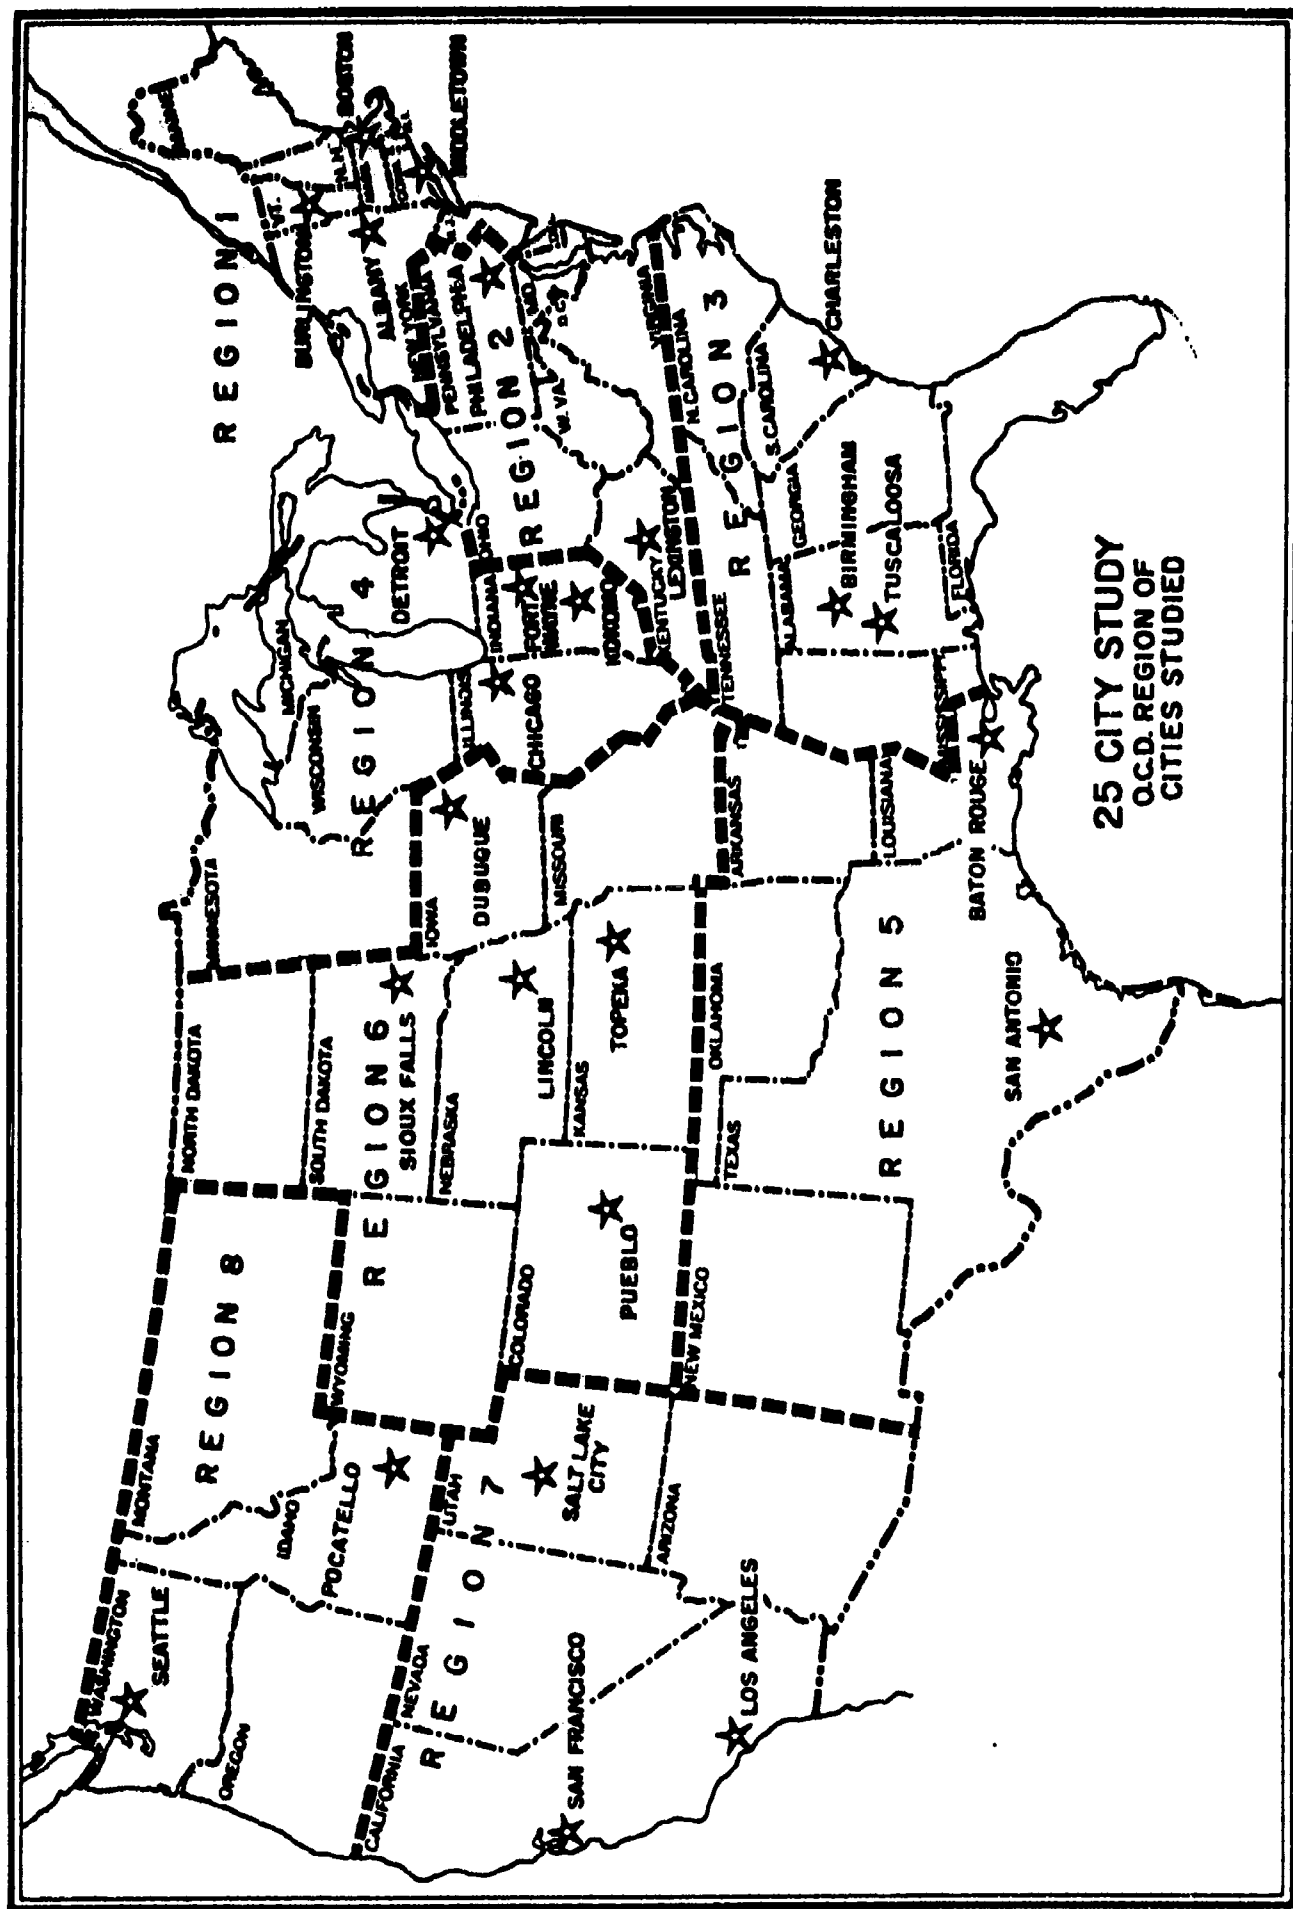 25 CITY STUDY
O.C.D. REGION OF
CITIES STUDIED
REGION 1
MAINE
VT.
N.H.
MASS.
CONN.
R.I.
BOSTON
MIDDLETOWN
BURLINGTON
ALBANY
NEW YORK
PENNSYLVANIA
N.J.
PHILADELPHIA
REGION 2
MD
D.C.
W. VA.
VIRGINIA
OHIO
KENTUCKY
LEXINGTON
REGION 3
N. CAROLINA
S. CAROLINA
CHARLESTON
GEORGIA
BIRMINGHAM
TUSCALOOSA
ALABAMA
FLORIDA
TENNESSEE
MISSISSIPPI
REGION 4
DETROIT
MICHIGAN
WISCONSIN
MINNESOTA
INDIANA
FORT
WAYNE
KOKOMO
ILLINOIS
CHICAGO
REGION 5
ARKANSAS
LOUISIANA
BATON ROUGE
OKLAHOMA
TEXAS
SAN ANTONIO
NEW MEXICO
REGION 6
NORTH DAKOTA
SOUTH DAKOTA
SIOUX FALLS
IOWA
DUBUQUE
MISSOURI
NEBRASKA
LINCOLN
KANSAS
TOPEKA
WYOMING
COLORADO
PUEBLO
REGION 7
UTAH
SALT LAKE
CITY
ARIZONA
NEVADA
CALIFORNIA
SAN FRANCISCO
LOS ANGELES
REGION 8
MONTANA
IDAHO
POCATELLO
WASHINGTON
SEATTLE
OREGON